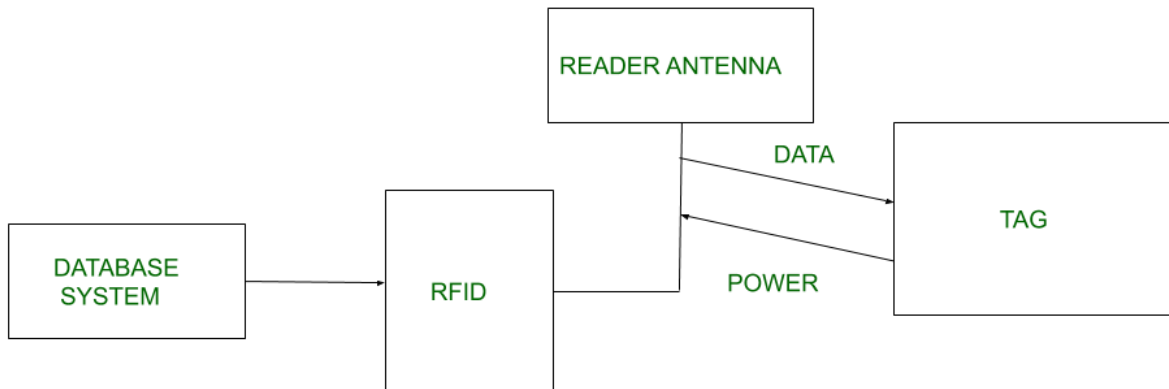 READER ANTENNA
DATA
TAG
DATABASE
SYSTEM
RFID
POWER